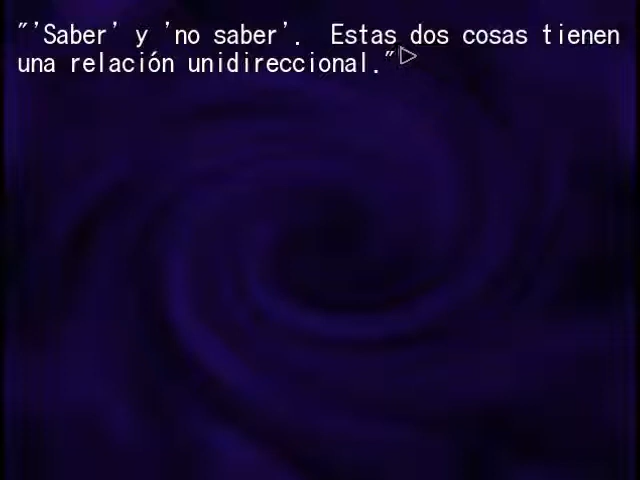 "'Saber' y 'no saber'.  Estas dos cosas tienen
una relación unidireccional."